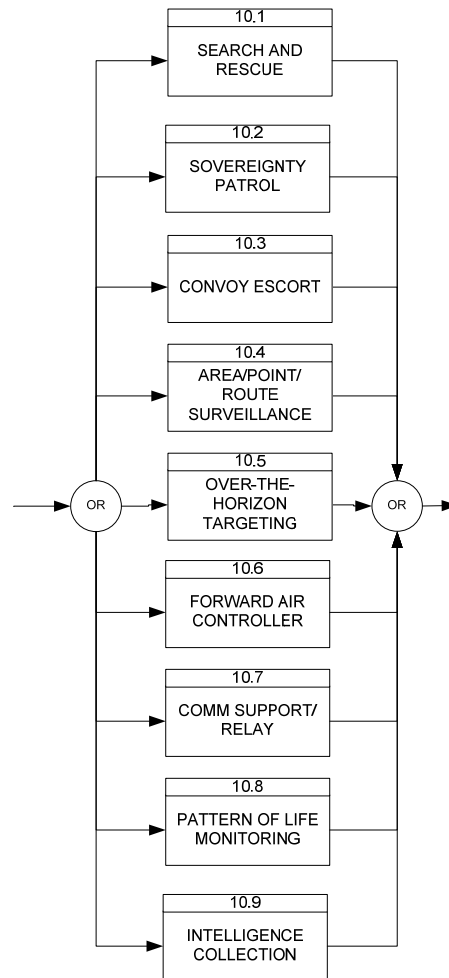 10.1
SEARCH AND
RESCUE
10.2
SOVEREIGNTY
PATROL
10.3
CONVOY ESCORT
10.4
AREA/POINT/
ROUTE
SURVEILLANCE
OR
10.5
OVER-THE-
HORIZON
TARGETING
OR
10.6
FORWARD AIR
CONTROLLER
10.7
COMM SUPPORT/
RELAY
10.8
PATTERN OF LIFE
MONITORING
10.9
INTELLIGENCE
COLLECTION